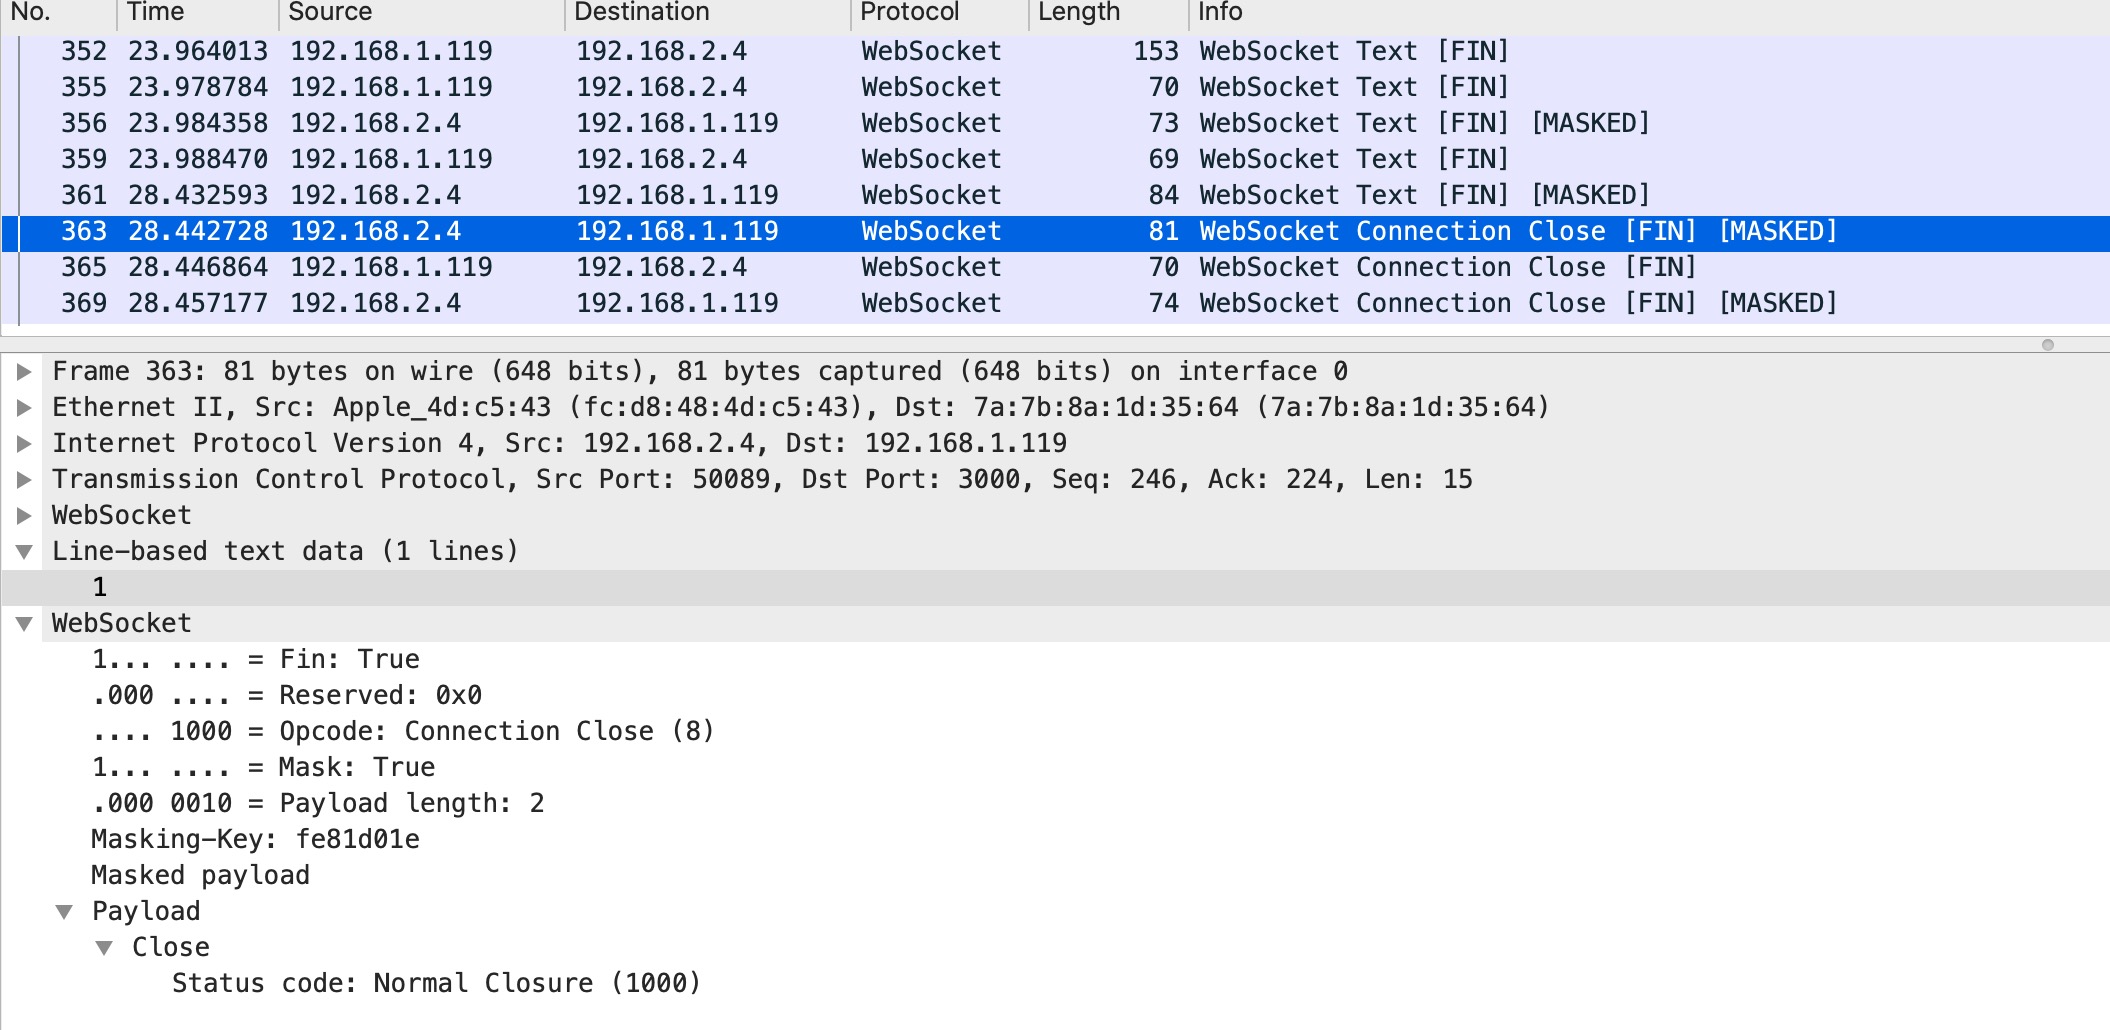 No. Time Source Destination Protocol Length Info
352 23.964013 192.168.1.119 192.168.2.4 WebSocket 153 WebSocket Text [FIN]
355 23.978784 192.168.1.119 192.168.2.4 WebSocket 70 WebSocket Text [FIN]
356 23.984358 192.168.2.4 192.168.1.119 WebSocket 73 WebSocket Text [FIN] [MASKED]
359 23.988470 192.168.1.119 192.168.2.4 WebSocket 69 WebSocket Text [FIN]
361 28.432593 192.168.2.4 192.168.1.119 WebSocket 84 WebSocket Text [FIN] [MASKED]
363 28.442728 192.168.2.4 192.168.1.119 WebSocket 81 WebSocket Connection Close [FIN] [MASKED]
365 28.446864 192.168.1.119 192.168.2.4 WebSocket 70 WebSocket Connection Close [FIN]
369 28.457177 192.168.2.4 192.168.1.119 WebSocket 74 WebSocket Connection Close [FIN] [MASKED]
Frame 363: 81 bytes on wire (648 bits), 81 bytes captured (648 bits) on interface 0
Ethernet II, Src: Apple_4d:c5:43 (fc:d8:48:4d:c5:43), Dst: 7a:7b:8a:1d:35:64 (7a:7b:8a:1d:35:64)
Internet Protocol Version 4, Src: 192.168.2.4, Dst: 192.168.1.119
Transmission Control Protocol, Src Port: 50089, Dst Port: 3000, Seq: 246, Ack: 224, Len: 15
WebSocket
Line-based text data (1 lines)
1
WebSocket
1... .... = Fin: True
.000 .... = Reserved: 0x0
.... 1000 = Opcode: Connection Close (8)
1... .... = Mask: True
.000 0010 = Payload length: 2
Masking-Key: fe81d01e
Masked payload
Payload
Close
Status code: Normal Closure (1000)